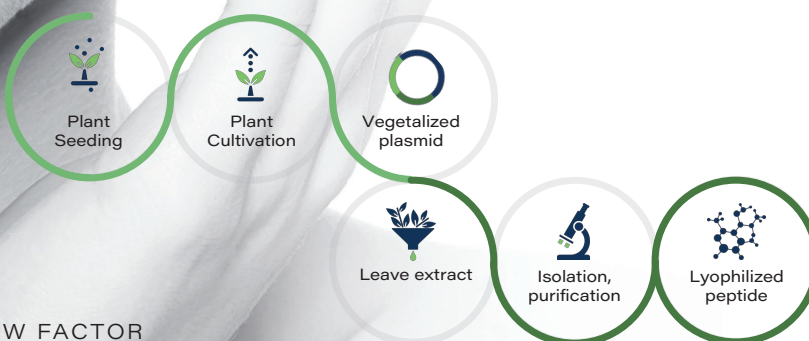 Plant
Seeding
Plant
Cultivation
Vegetalized
plasmid
Leave extract
Isolation,
purification
Lyophilized
peptide
W FACTOR